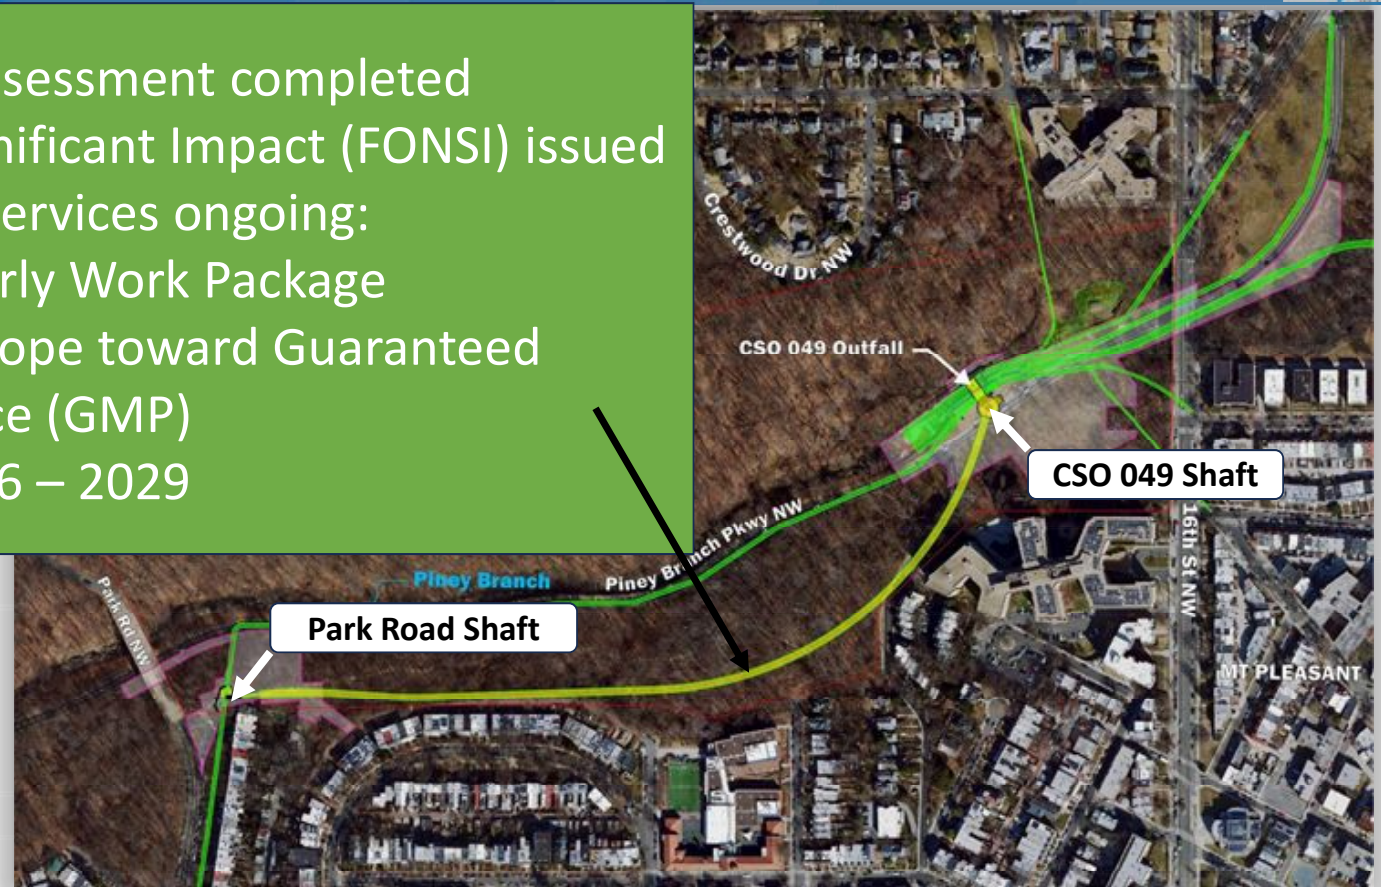 sessment completed
nificant Impact (FONSI) issued
ervices ongoing:
rly Work Package
ope toward Guaranteed
ce (GMP)
6 – 2029
Crestwood Dr NW
CSO 049 Outfall
CSO 049 Shaft
16th St NW
Piney Branch Pkwy NW
Piney Branch
Park Rd NW
Park Road Shaft
MT PLEASANT